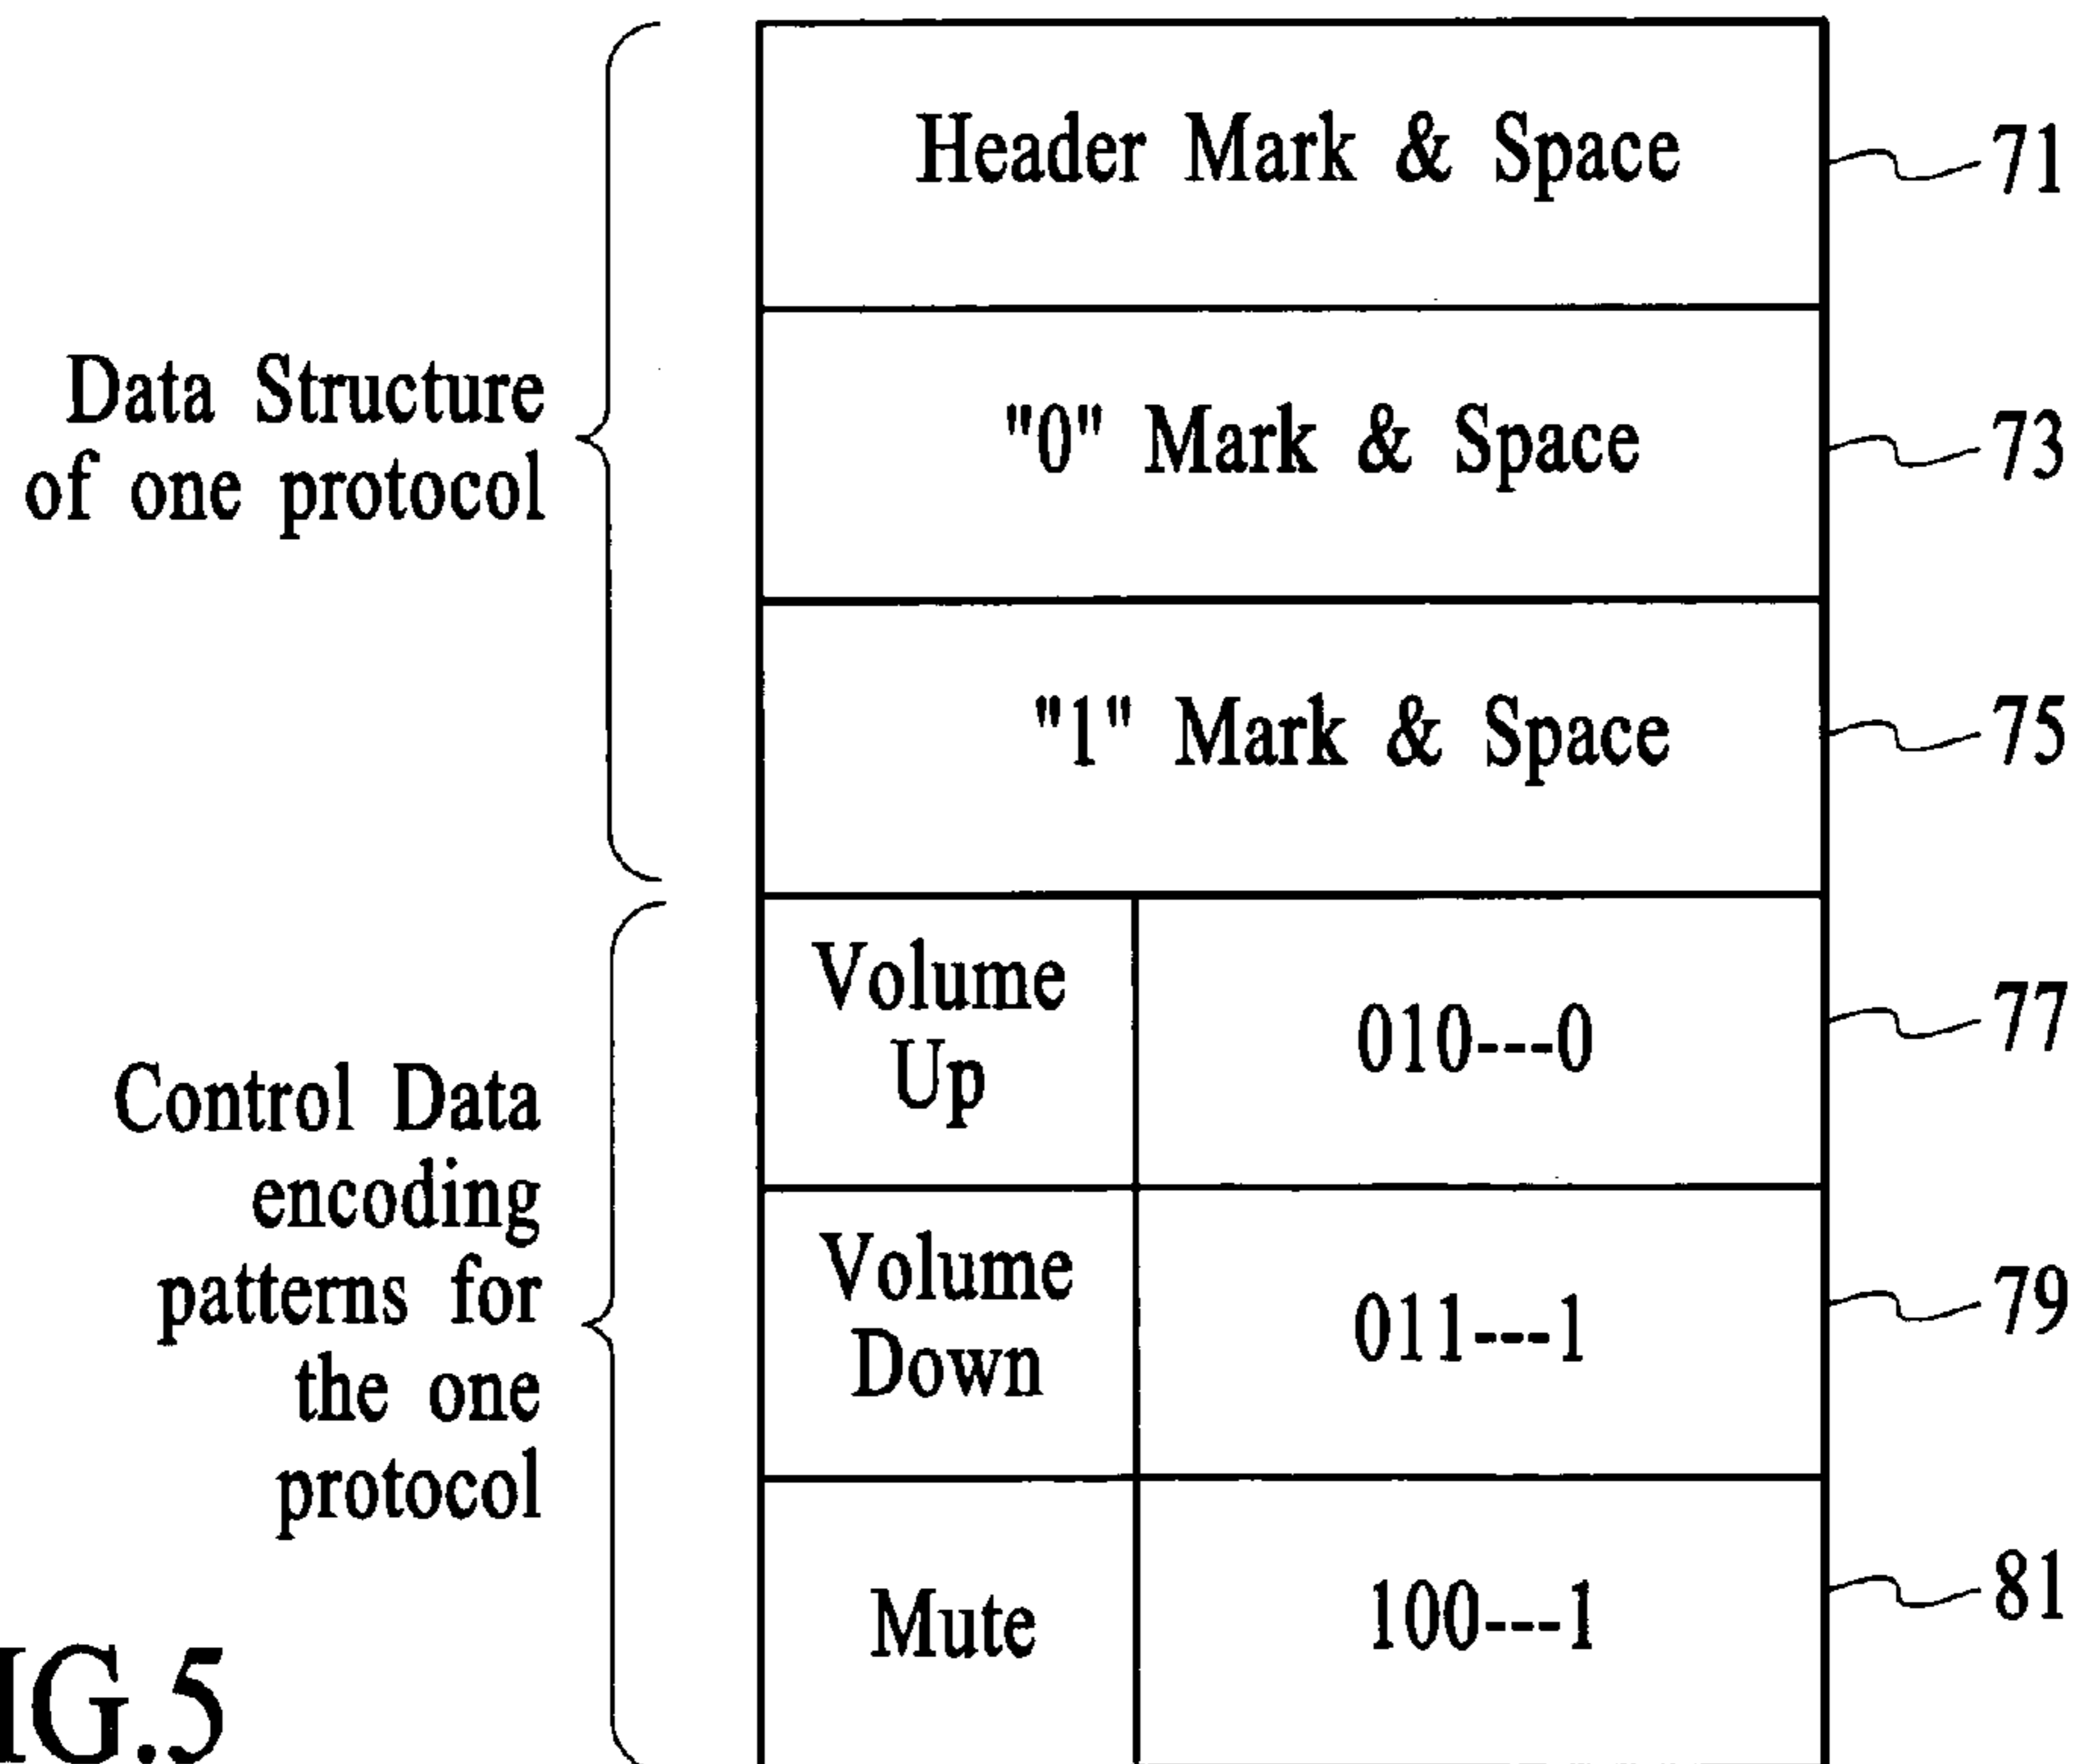 Header Mark & Space
71
Data Structure
of one protocol
"0" Mark & Space
73
"1" Mark & Space
75
Volume
Up
010---0
77
Control Data
encoding
patterns for
the one
protocol
Volume
Down
011---1
79
Mute
100---1
81
IG.5